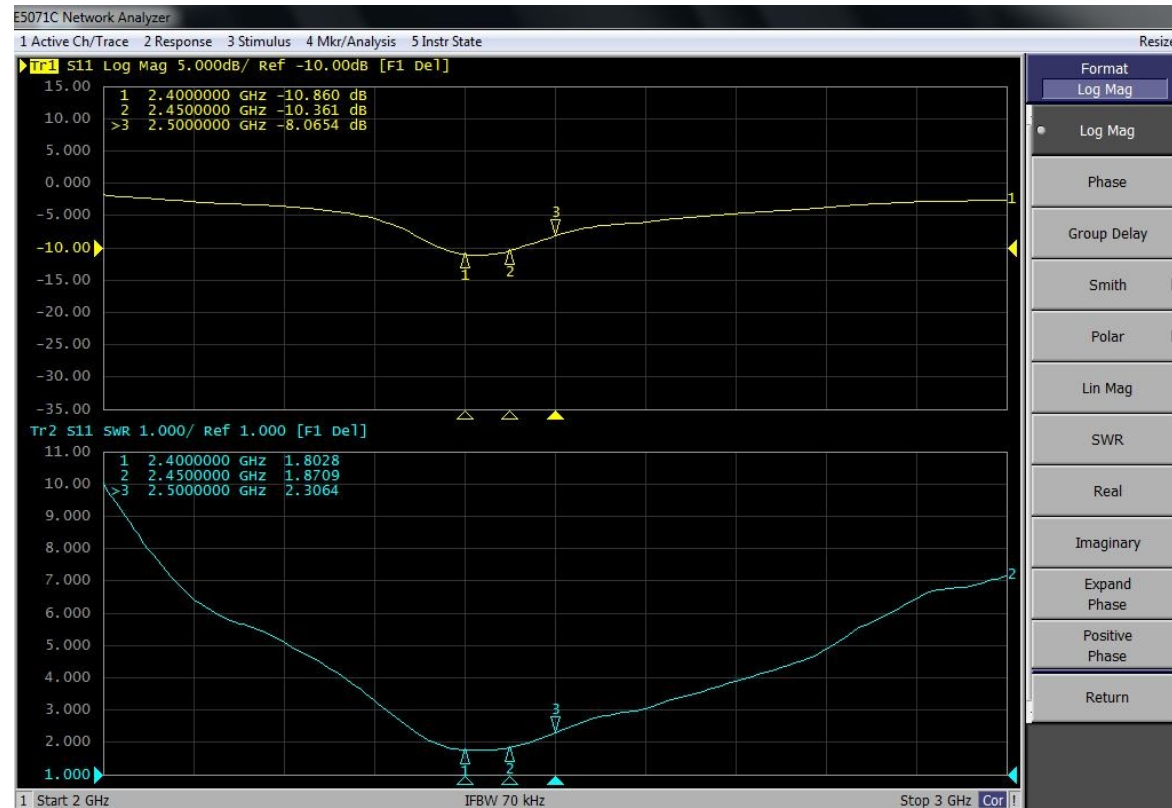 E5071C Network Analyzer
1 Active Ch/Trace 2 Response 3 Stimulus 4 Mkr/Analysis 5 Instr State
Tr1 S11 Log Mag 5.000dB/ Ref -10.00dB [F1 Del]
15.00
1 2.4000000 GHz -10.860 dB
2 2.4500000 GHz -10.361 dB
>3 2.5000000 GHz -8.0654 dB
10.00
5.000
0.000
-5.000
-10.00
-15.00
-20.00
-25.00
-30.00
-35.00
1
2
3
1
Tr2 S11 SWR 1.000/ Ref 1.000 [F1 Del]
11.00
1 2.4000000 GHz 1.8028
2 2.4500000 GHz 1.8709
>3 2.5000000 GHz 2.3064
10.00
9.000
8.000
7.000
6.000
5.000
4.000
3.000
2.000
1.000
1
2
3
2
1 Start 2 GHz IFBW 70 kHz Stop 3 GHz Cor !
Format
Log Mag
Log Mag
Phase
Group Delay
Smith
Polar
Lin Mag
SWR
Real
Imaginary
Expand
Phase
Positive
Phase
Return